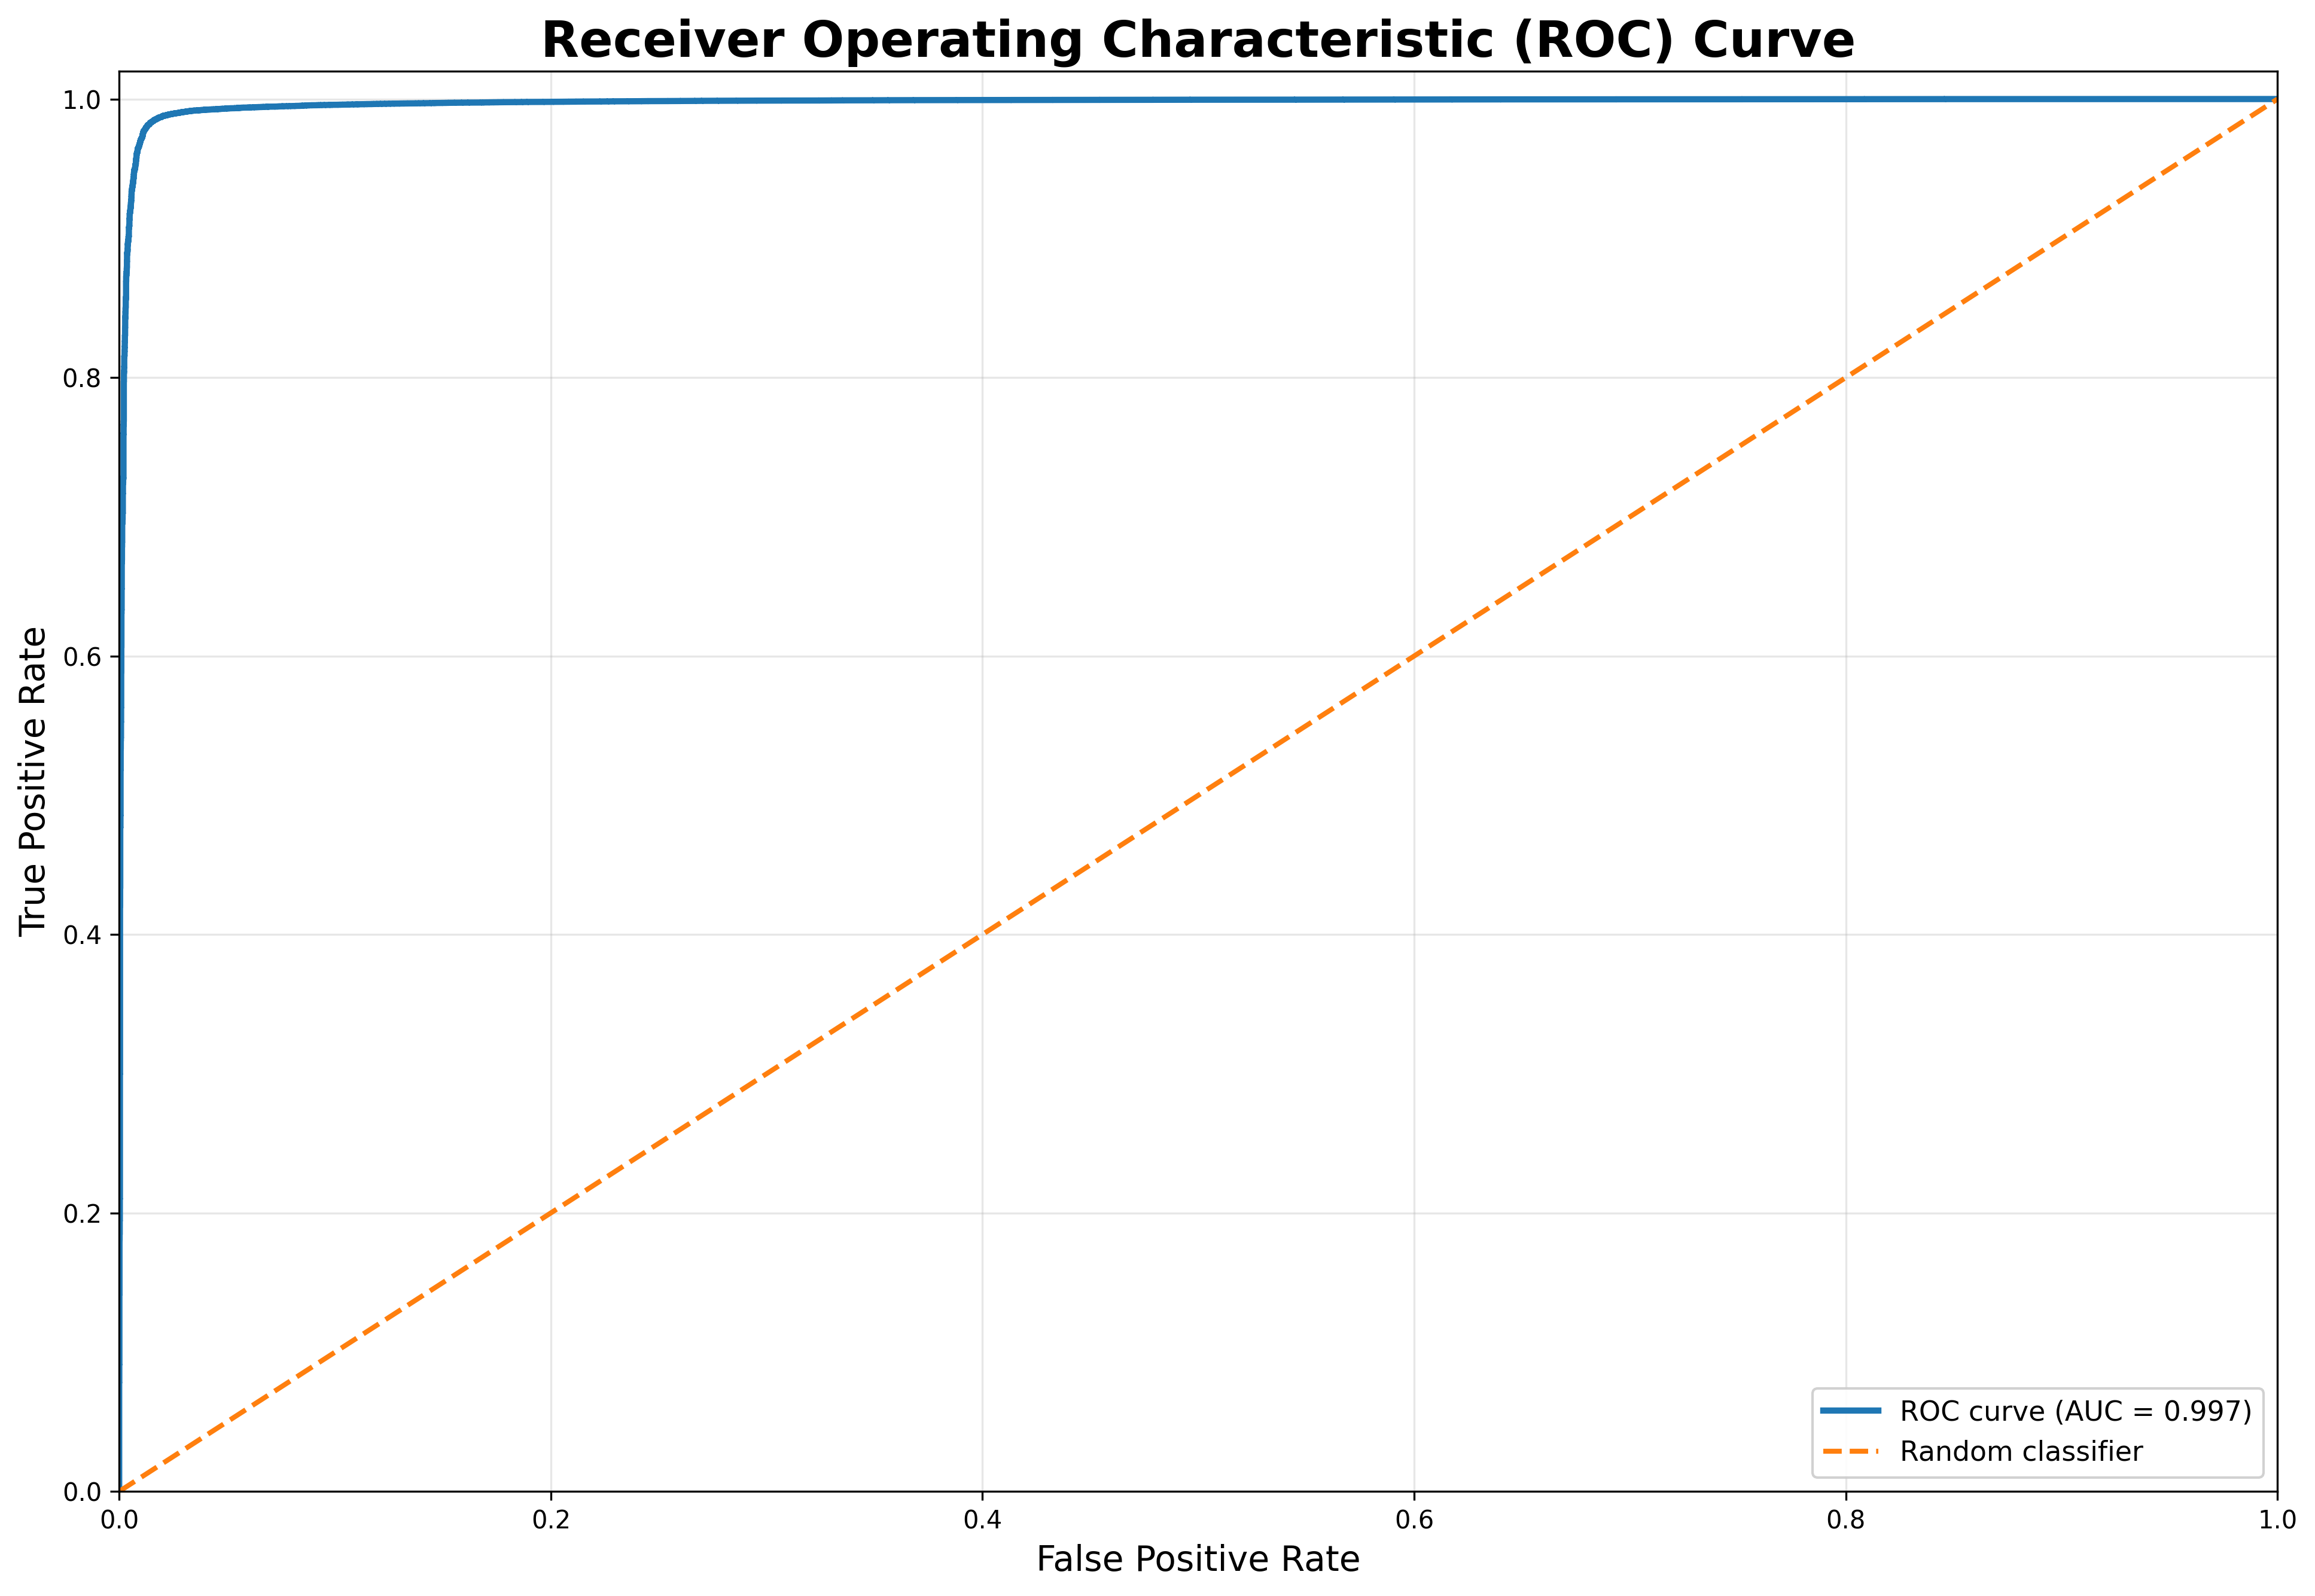 Receiver Operating Characteristic (ROC) Curve
1.0
0.8
0.6
0.4
0.2
0.0
True Positive Rate
0.0 0.2 0.4 0.6 0.8 1.0
False Positive Rate
ROC curve (AUC = 0.997)
Random classifier